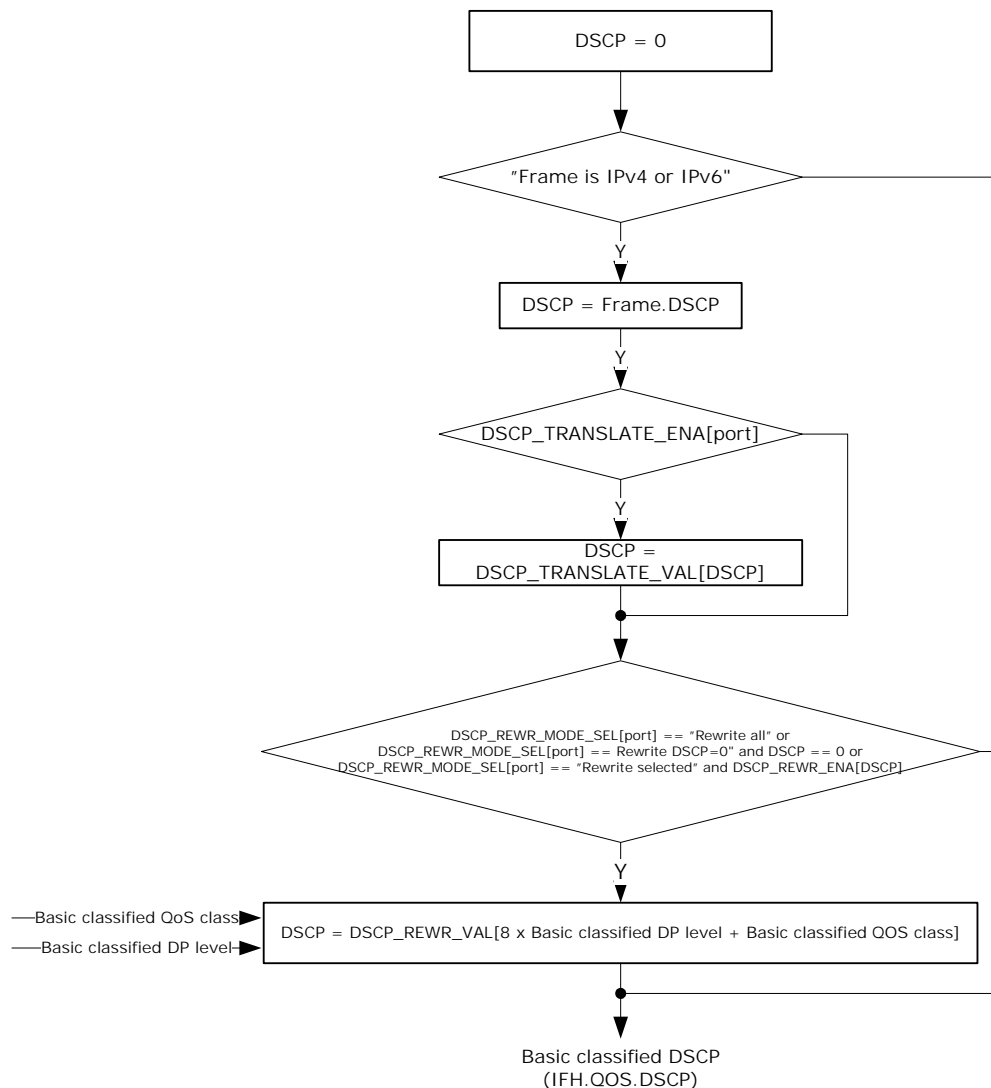 DSCP = 0
"Frame is IPv4 or IPv6"
Y
DSCP = Frame.DSCP
Y
DSCP_TRANSLATE_ENA[port]
Y
DSCP =
DSCP_TRANSLATE_VAL[DSCP]
DSCP_REWR_MODE_SEL[port] == "Rewrite all" or
DSCP_REWR_MODE_SEL[port] == Rewrite DSCP=0" and DSCP == 0 or
DSCP_REWR_MODE_SEL[port] == "Rewrite selected" and DSCP_REWR_ENA[DSCP]
Y
Basic classified QoS class
Basic classified DP level
DSCP = DSCP_REWR_VAL[8 x Basic classified DP level + Basic classified QOS class]
Basic classified DSCP
(IFH.QOS.DSCP)